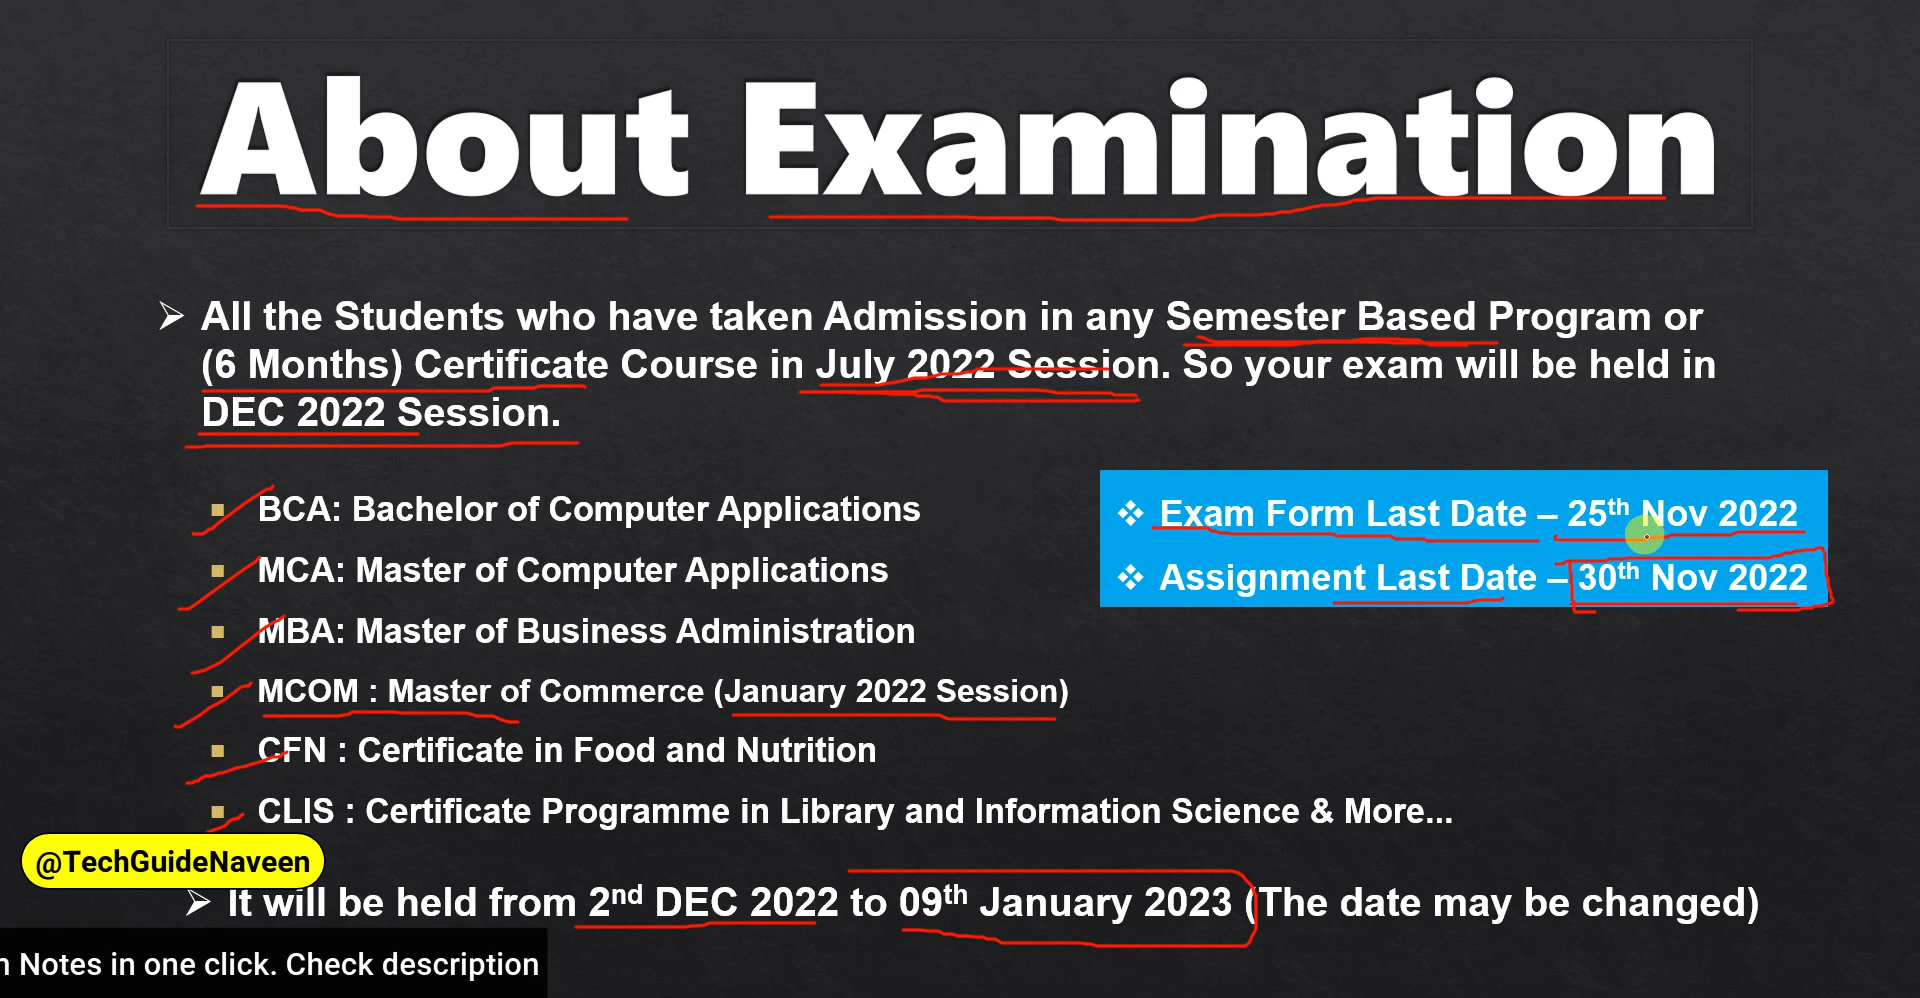 About Examination
All the Students who have taken Admission in any Semester Based Program or
(6 Months) Certificate Course in July 2022 Session. So your exam will be held in
DEC 2022 Session.
BCA: Bachelor of Computer Applications
MCA: Master of Computer Applications
MBA: Master of Business Administration
MCOM : Master of Commerce (January 2022 Session)
CFN : Certificate in Food and Nutrition
CLIS : Certificate Programme in Library and Information Science & More...
Exam Form Last Date – 25th Nov 2022
Assignment Last Date – 30th Nov 2022
@TechGuideNaveen
It will be held from 2nd DEC 2022 to 09th January 2023 (The date may be changed)
Notes in one click. Check description